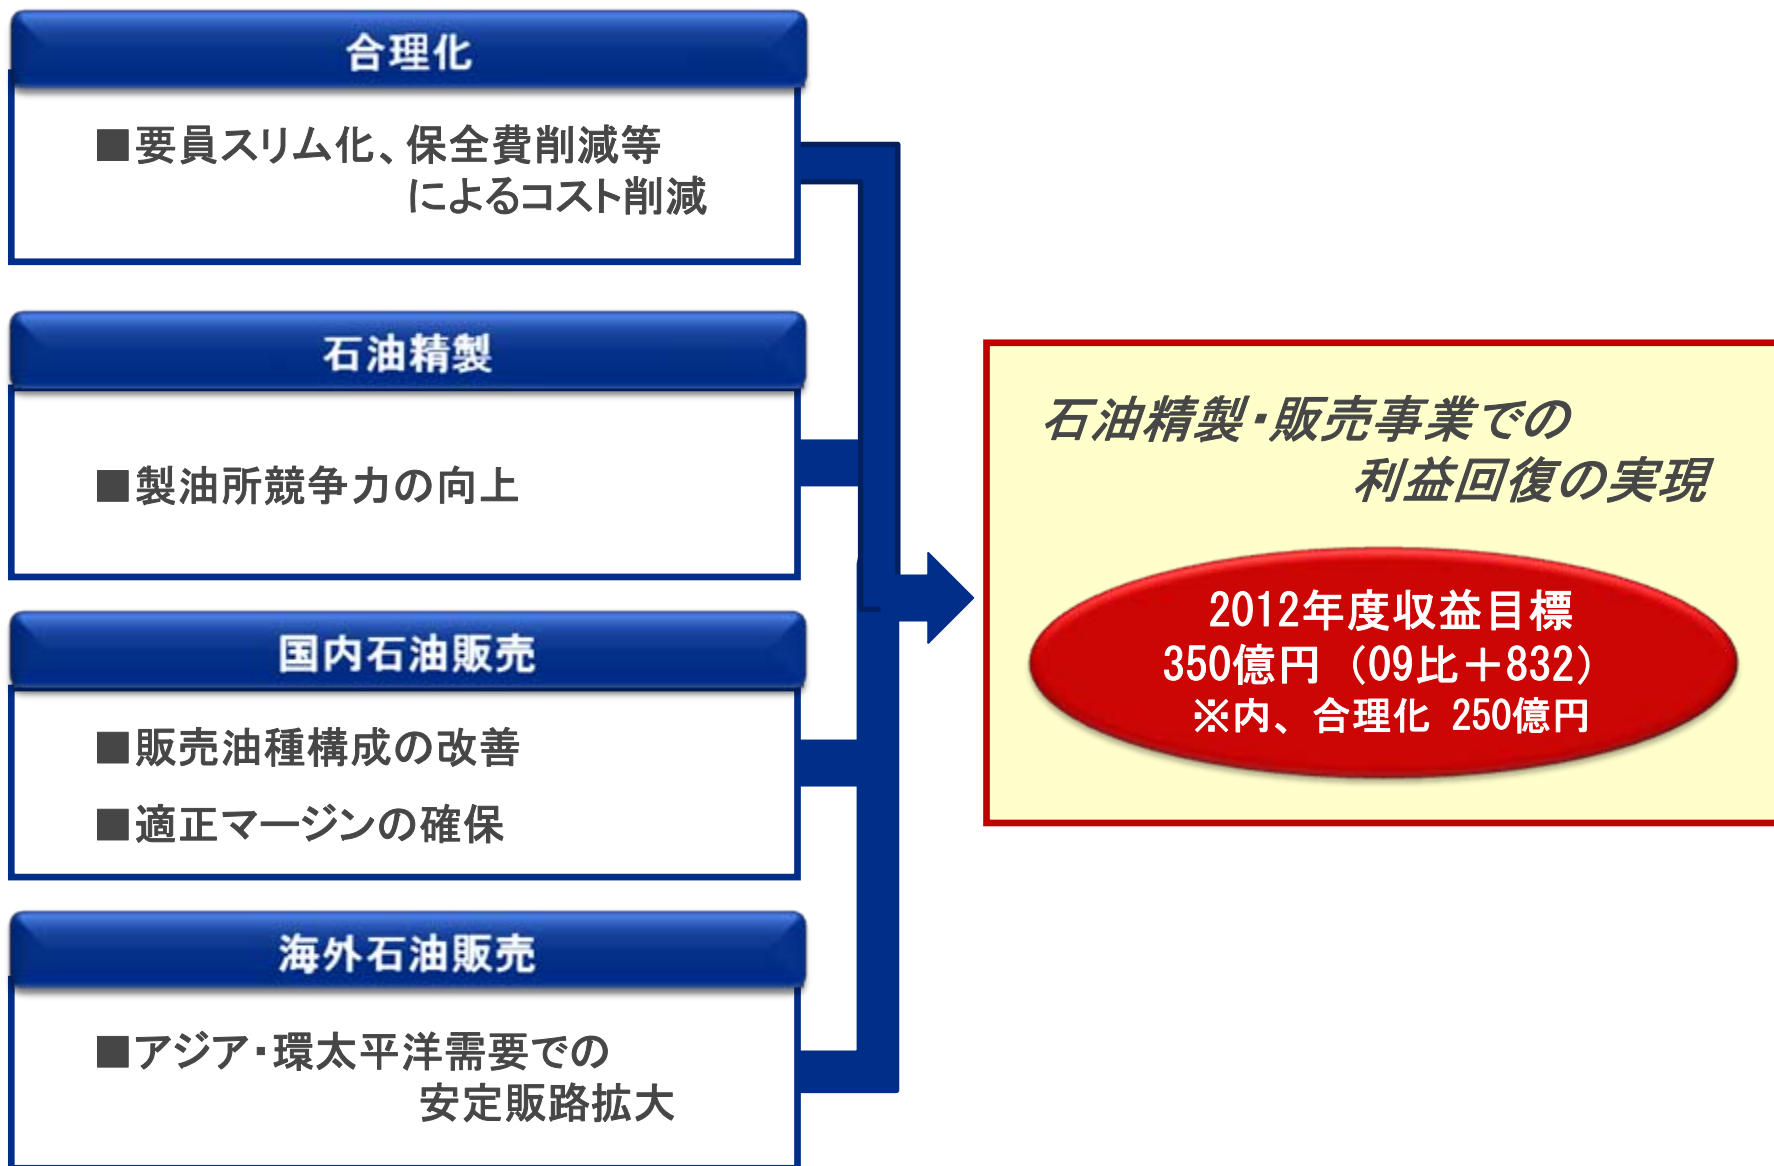 合理化
■要員スリム化、保全費削減等
によるコスト削減
石油精製
■製油所競争力の向上
国内石油販売
■販売油種構成の改善
■適正マージンの確保
海外石油販売
■アジア・環太平洋需要での
安定販路拡大
石油精製・販売事業での
利益回復の実現
2012年度収益目標
350億円（09比＋832）
※内、合理化 250億円